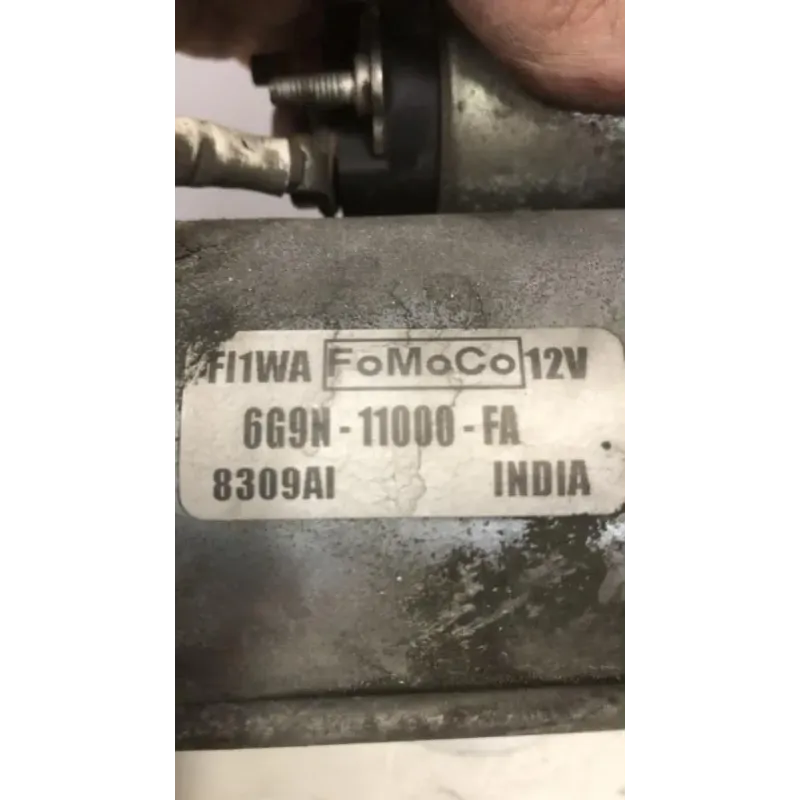 FI1WA FoMoCo 12V
6G9N-11000-FA
8309AI INDIA